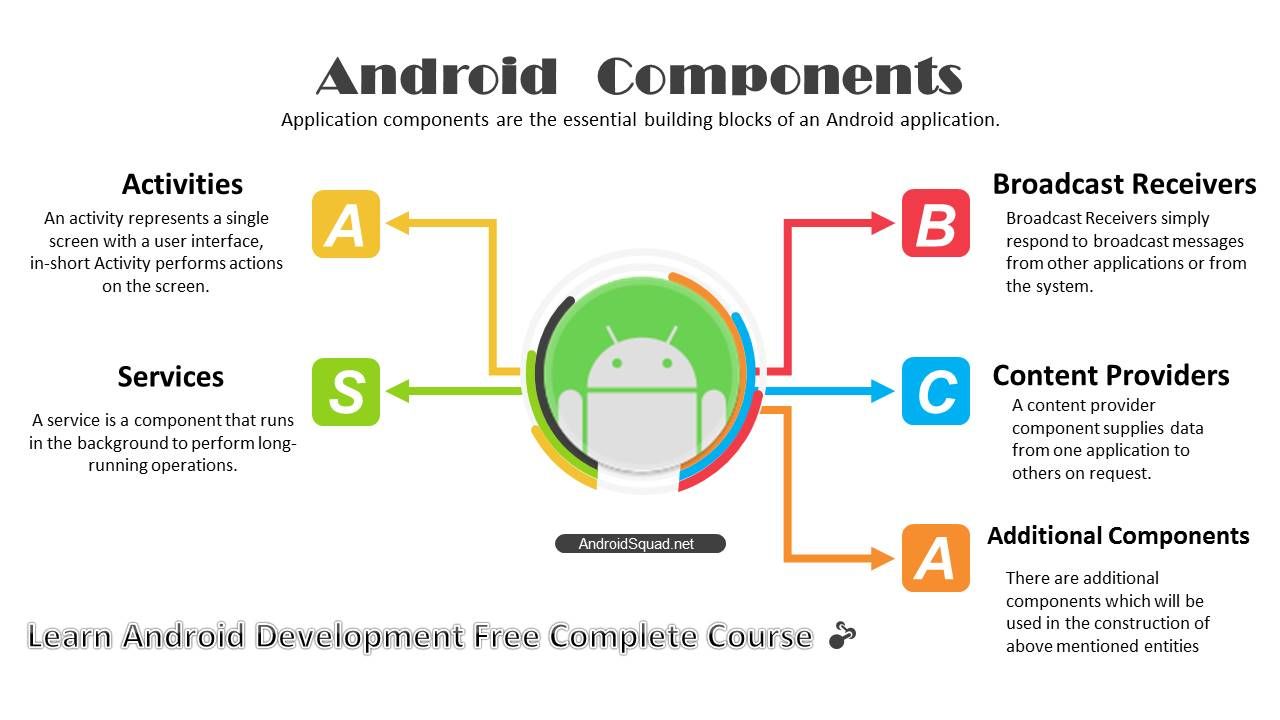 Android Components
Application components are the essential building blocks of an Android application.
Activities
An activity represents a single
screen with a user interface,
in-short Activity performs actions
on the screen.
A
Services
A service is a component that runs
in the background to perform long-
running operations.
S
B
Broadcast Receivers
Broadcast Receivers simply
respond to broadcast messages
from other applications or from
the system.
C
Content Providers
A content provider
component supplies data
from one application to
others on request.
A
Additional Components
There are additional
components which will be
used in the construction of
above mentioned entities
AndroidSquad.net
Learn Android Development Free Complete Course